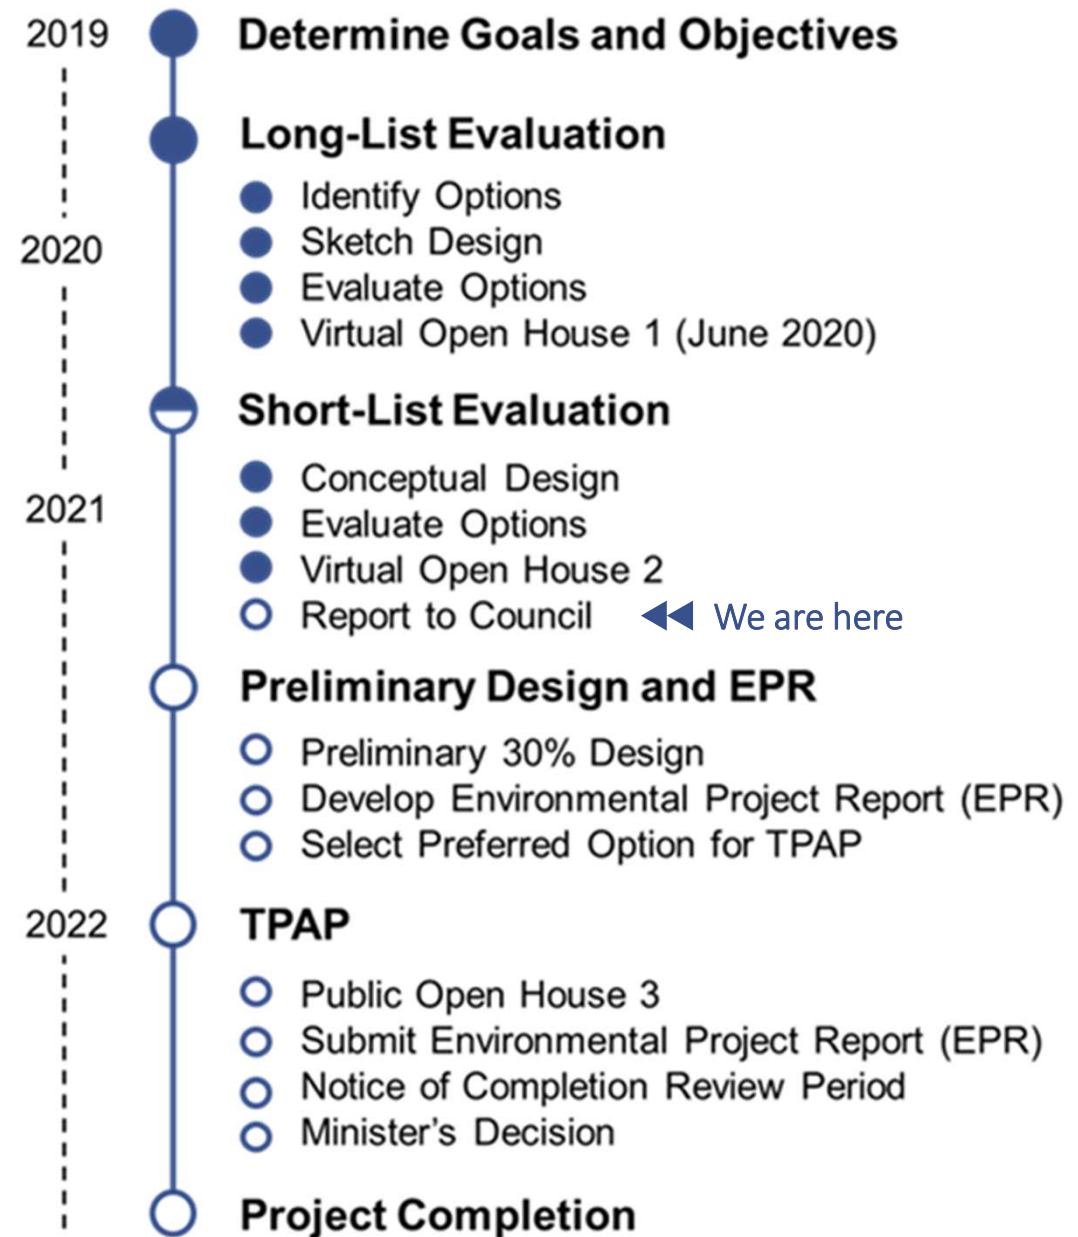 2019 Determine Goals and Objectives
Long-List Evaluation
Identify Options
2020
Sketch Design
Evaluate Options
Virtual Open House 1 (June 2020)
Short-List Evaluation
Conceptual Design
2021
Evaluate Options
Virtual Open House 2
Report to Council We are here
Preliminary Design and EPR
Preliminary 30% Design
Develop Environmental Project Report (EPR)
Select Preferred Option for TPAP
2022 TPAP
Public Open House 3
Submit Environmental Project Report (EPR)
Notice of Completion Review Period
Minister’s Decision
Project Completion